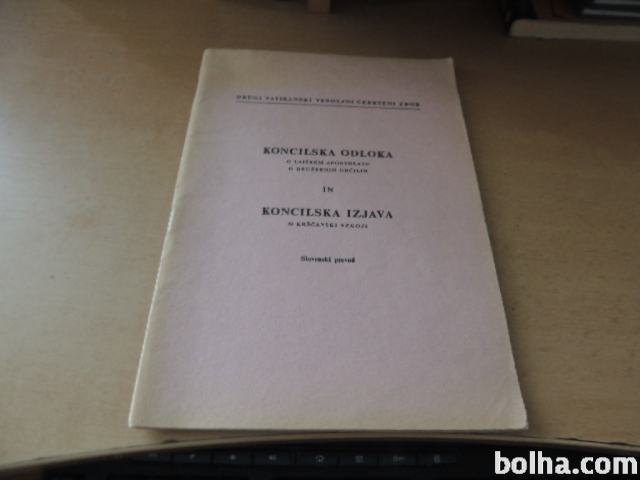 DRUGI VATIKANSKI VESOLJNI CERKVENI ZBOR
KONCILSKA ODLOKA
O LAIŠKEM APOSTOLATU
O DRUŽBENIH OBČILIH
IN
KONCILSKA IZJAVA
O KRŠČANSKI VZGOJI
Slovenski prevod
bolha.com